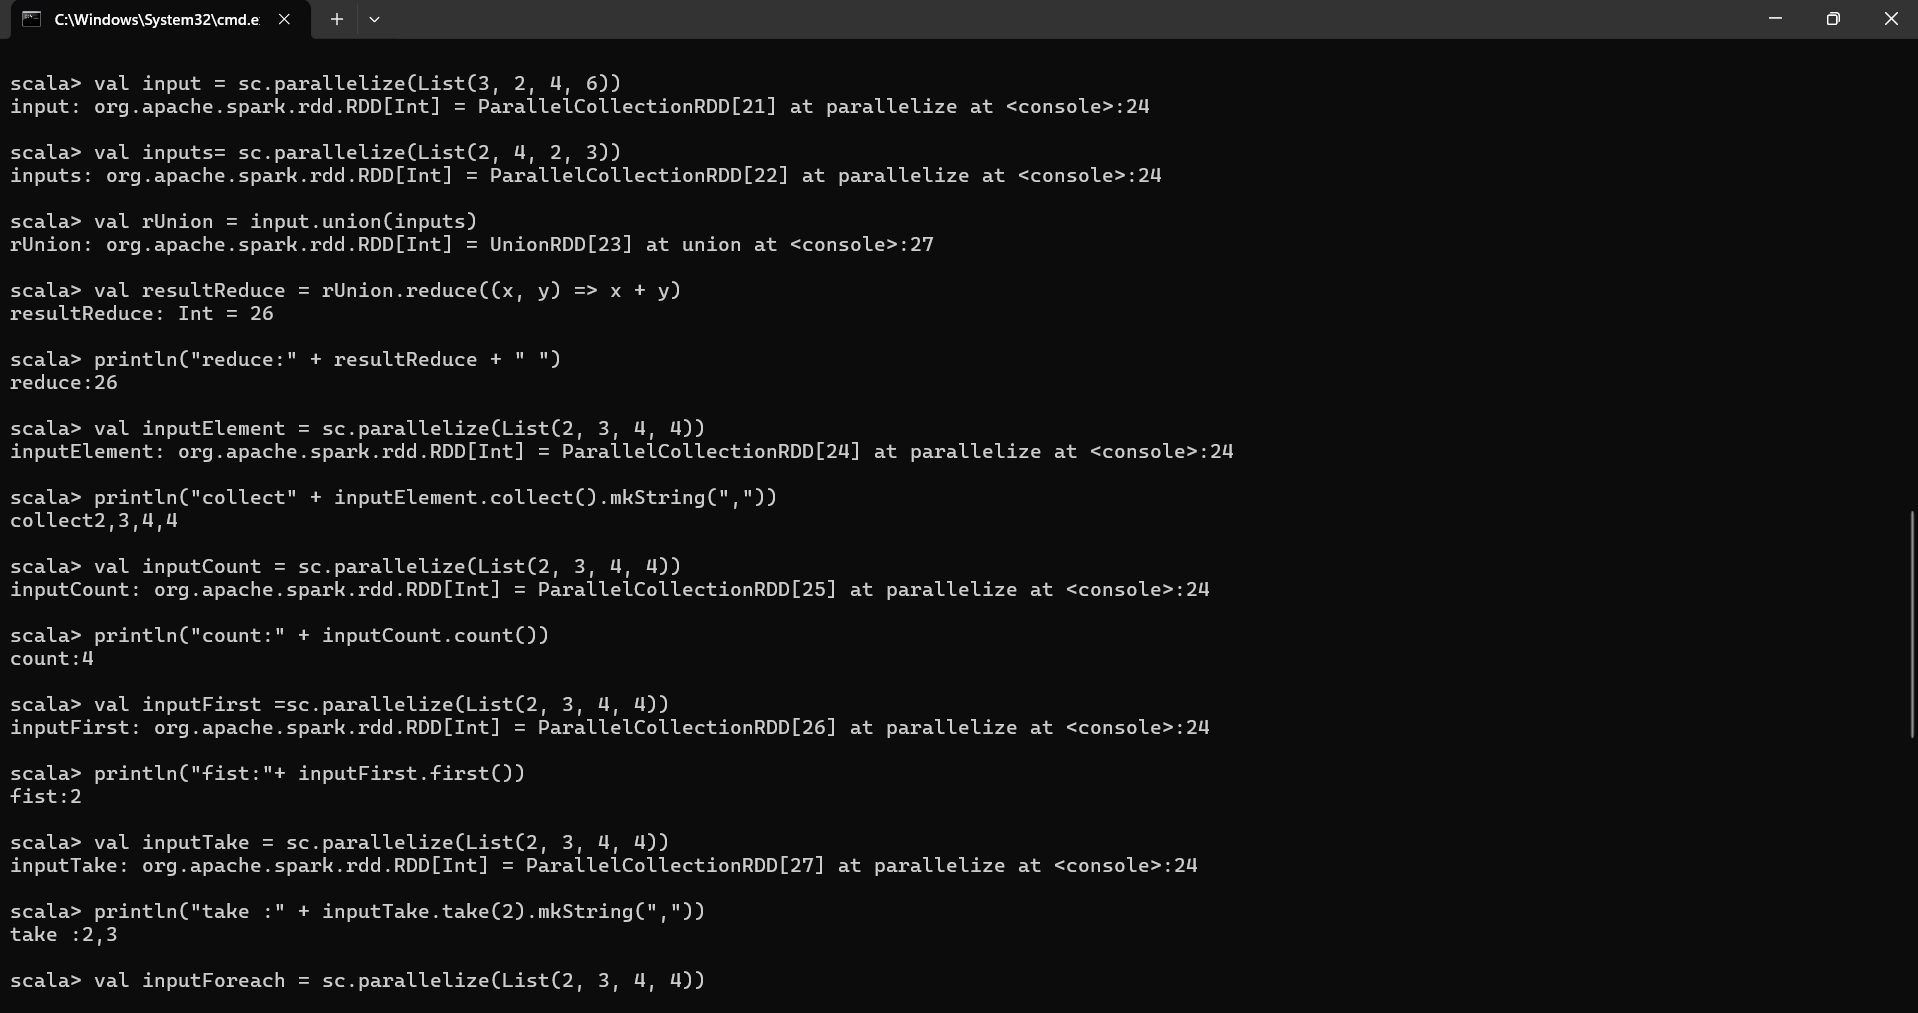 C:\Windows\System32\cmd.e
scala> val input = sc.parallelize(List(3, 2, 4, 6))
input: org.apache.spark.rdd.RDD[Int] = ParallelCollectionRDD[21] at parallelize at <console>:24
scala> val inputs= sc.parallelize(List(2, 4, 2, 3))
inputs: org.apache.spark.rdd.RDD[Int] = ParallelCollectionRDD[22] at parallelize at <console>:24
scala> val rUnion = input.union(inputs)
rUnion: org.apache.spark.rdd.RDD[Int] = UnionRDD[23] at union at <console>:27
scala> val resultReduce = rUnion.reduce((x, y) => x + y)
resultReduce: Int = 26
scala> println("reduce:" + resultReduce + " ")
reduce:26
scala> val inputElement = sc.parallelize(List(2, 3, 4, 4))
inputElement: org.apache.spark.rdd.RDD[Int] = ParallelCollectionRDD[24] at parallelize at <console>:24
scala> println("collect" + inputElement.collect().mkString(","))
collect2,3,4,4
scala> val inputCount = sc.parallelize(List(2, 3, 4, 4))
inputCount: org.apache.spark.rdd.RDD[Int] = ParallelCollectionRDD[25] at parallelize at <console>:24
scala> println("count:" + inputCount.count())
count:4
scala> val inputFirst =sc.parallelize(List(2, 3, 4, 4))
inputFirst: org.apache.spark.rdd.RDD[Int] = ParallelCollectionRDD[26] at parallelize at <console>:24
scala> println("fist:"+ inputFirst.first())
fist:2
scala> val inputTake = sc.parallelize(List(2, 3, 4, 4))
inputTake: org.apache.spark.rdd.RDD[Int] = ParallelCollectionRDD[27] at parallelize at <console>:24
scala> println("take :" + inputTake.take(2).mkString(","))
take :2,3
scala> val inputForeach = sc.parallelize(List(2, 3, 4, 4))